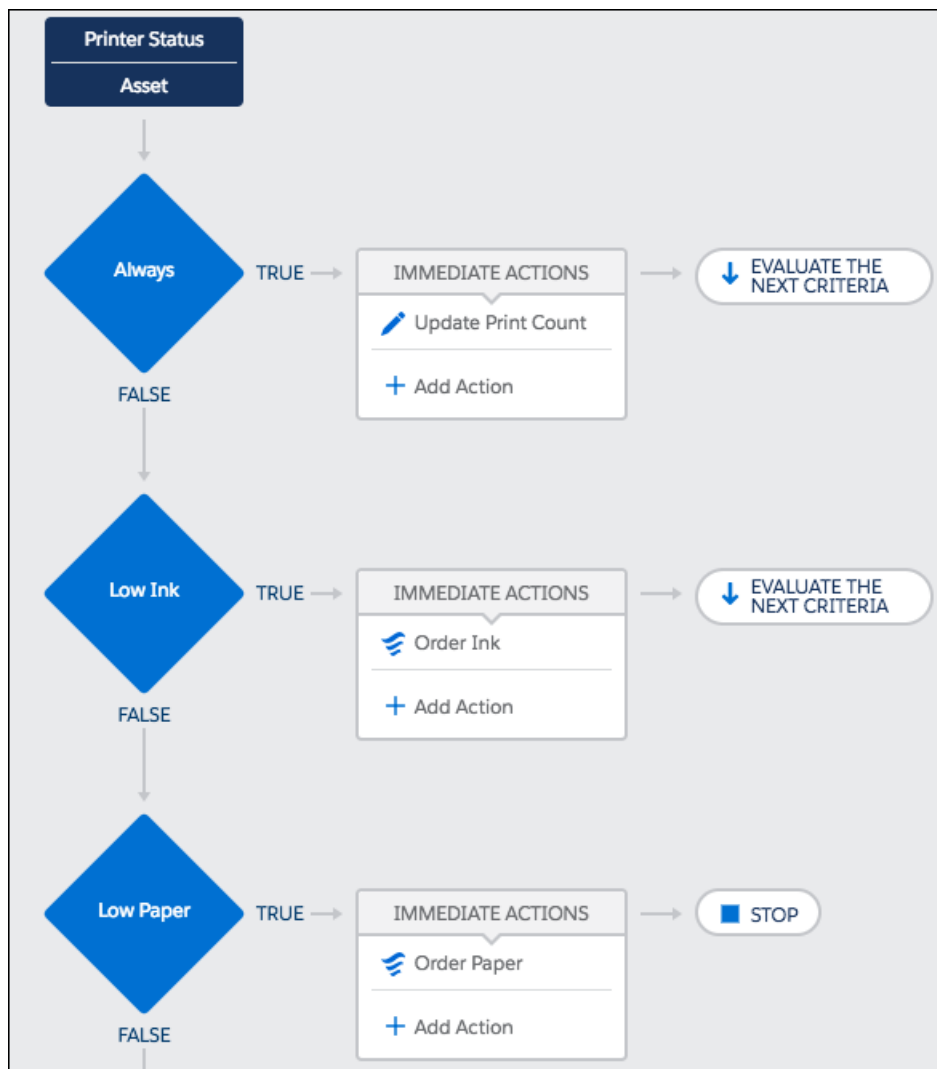 Printer Status
Asset
Always
TRUE
IMMEDIATE ACTIONS
Update Print Count
Add Action
EVALUATE THE
NEXT CRITERIA
FALSE
Low Ink
TRUE
IMMEDIATE ACTIONS
Order Ink
Add Action
EVALUATE THE
NEXT CRITERIA
FALSE
Low Paper
TRUE
IMMEDIATE ACTIONS
Order Paper
Add Action
STOP
FALSE